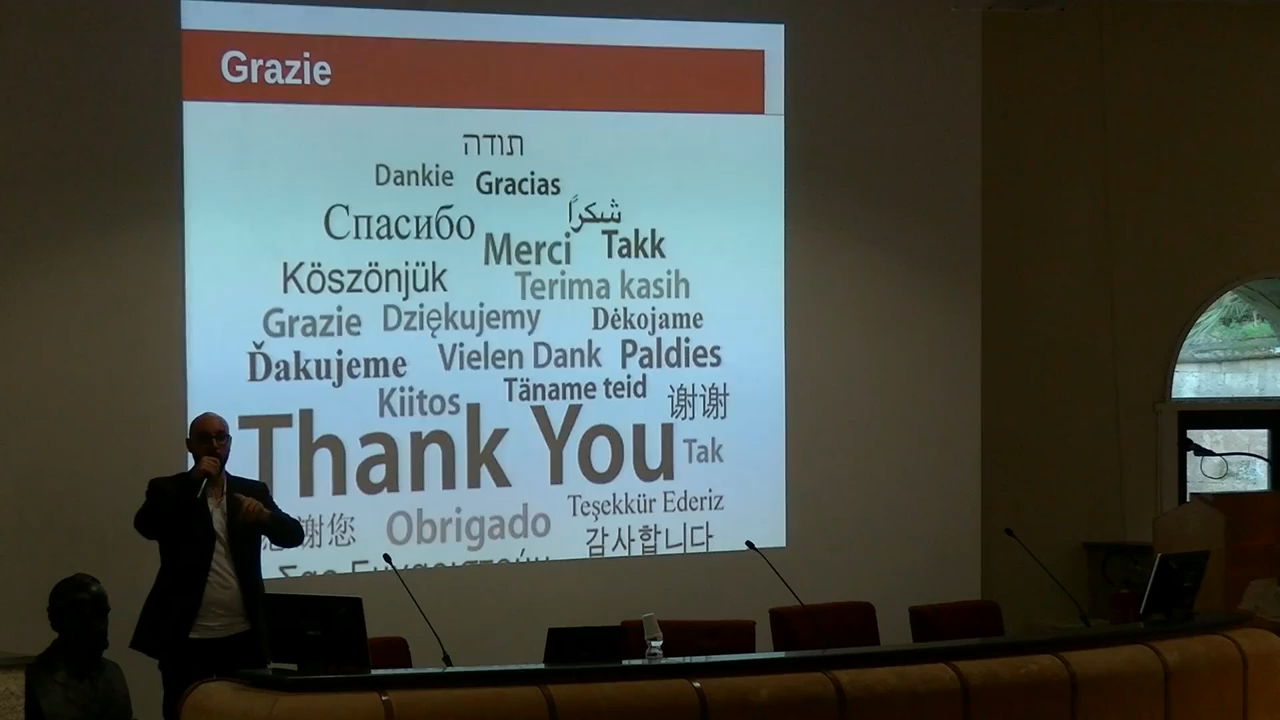 Grazie
תודה
Dankie Gracias
Спасибо شكراً
Merci Takk
Köszönjük Terima kasih
Grazie Dziękujemy Dėkojame
Ďakujeme Vielen Dank Paldies
Kiitos Täname teid 谢谢
Thank You Tak
謝您 Obrigado Teşekkür Ederiz
감사합니다